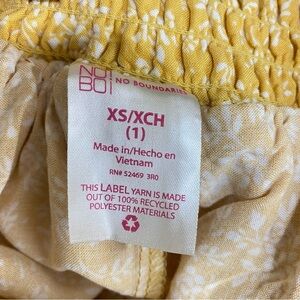 NO!
BO! NO BOUNDARIES
XS/XCH
(1)
Made in/Hecho en
Vietnam
RN# 52469 3R0
THIS LABEL YARN IS MADE
OUT OF 100% RECYCLED
POLYESTER MATERIALS